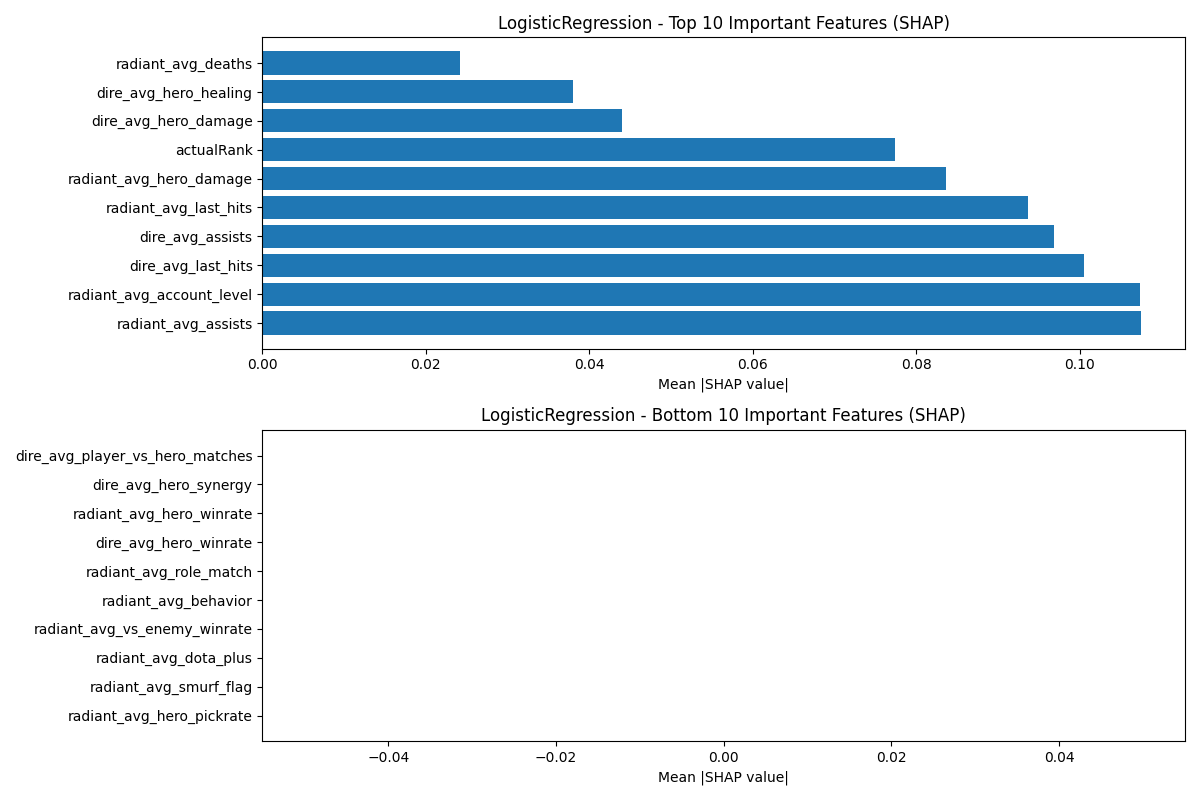 LogisticRegression - Top 10 Important Features (SHAP)
radiant_avg_deaths
dire_avg_hero_healing
dire_avg_hero_damage
actualRank
radiant_avg_hero_damage
radiant_avg_last_hits
dire_avg_assists
dire_avg_last_hits
radiant_avg_account_level
radiant_avg_assists
0.00 0.02 0.04 0.06 0.08 0.10
Mean |SHAP value|
LogisticRegression - Bottom 10 Important Features (SHAP)
dire_avg_player_vs_hero_matches
dire_avg_hero_synergy
radiant_avg_hero_winrate
dire_avg_hero_winrate
radiant_avg_role_match
radiant_avg_behavior
radiant_avg_vs_enemy_winrate
radiant_avg_dota_plus
radiant_avg_smurf_flag
radiant_avg_hero_pickrate
−0.04 −0.02 0.00 0.02 0.04
Mean |SHAP value|